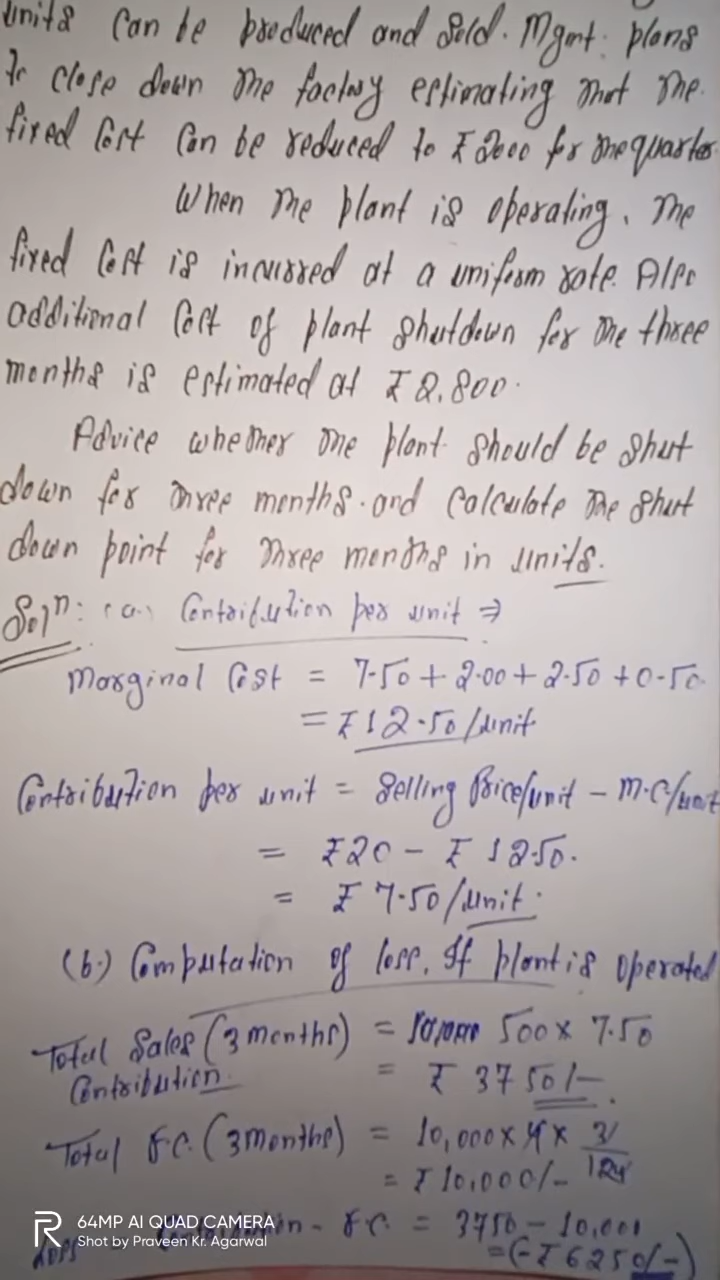 units can be produced and Sold. Mgmt. plans
to close down the factory estimating that the
fixed Cost Can be reduced to ₹2000 for the quarter
When the plant is operating, the
fixed Cost is incurred at a uniform rate. Also
additional Cost of plant Shutdown for the three
months is estimated at ₹2,800.
Advice whether the plant should be shut
down for three months and calculate the shut
down point for three months in units.
Solⁿ: (a) Contribution per unit ⇒
Marginal Cost = 7.50 + 2.00 + 2.50 + 0.50
= ₹12.50/unit
Contribution per unit = Selling Price/unit - M.C/unit
= ₹20 - ₹12.50.
= ₹7.50/unit.
(b.) Computation of loss, If plant is operated
Total Sales (3 months) = 500 x 7.50
Contribution = ₹3750/-
Total F.C. (3 months) = 10,000 x 4 x 3/12
= ₹10,000/-
- F.C. = 3750 - 10,000
= (-₹6250/-)
64MP AI QUAD CAMERA
Shot by Praveen Kr. Agarwal